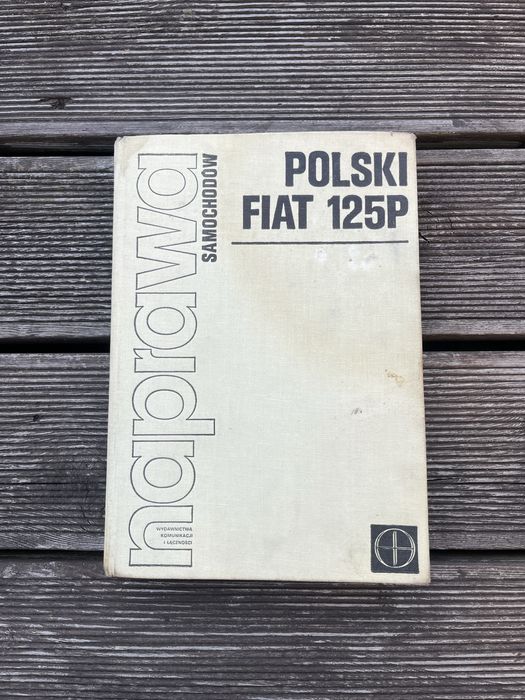 naprawa
SAMOCHODÓW
POLSKI
FIAT 125P
WYDAWNICTWA
KOMUNIKACJI
I ŁĄCZNOŚCI